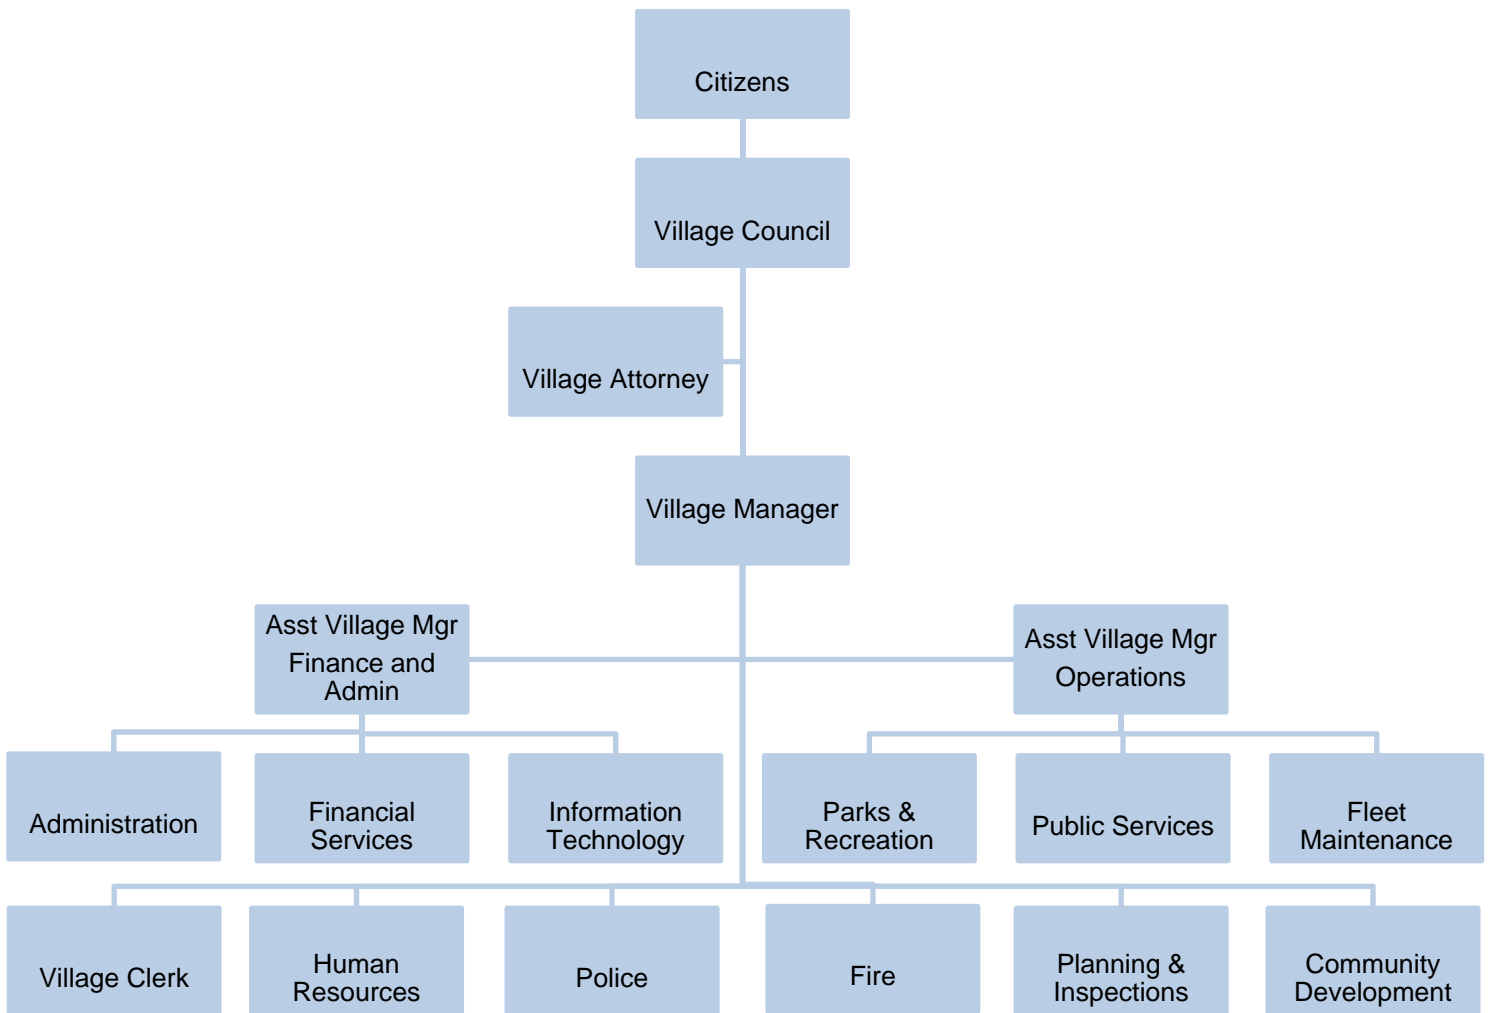 Citizens
Village Council
Village Attorney
Village Manager
Asst Village Mgr
Finance and
Admin
Asst Village Mgr
Operations
Administration
Financial
Services
Information
Technology
Parks &
Recreation
Public Services
Fleet
Maintenance
Village Clerk
Human
Resources
Police
Fire
Planning &
Inspections
Community
Development